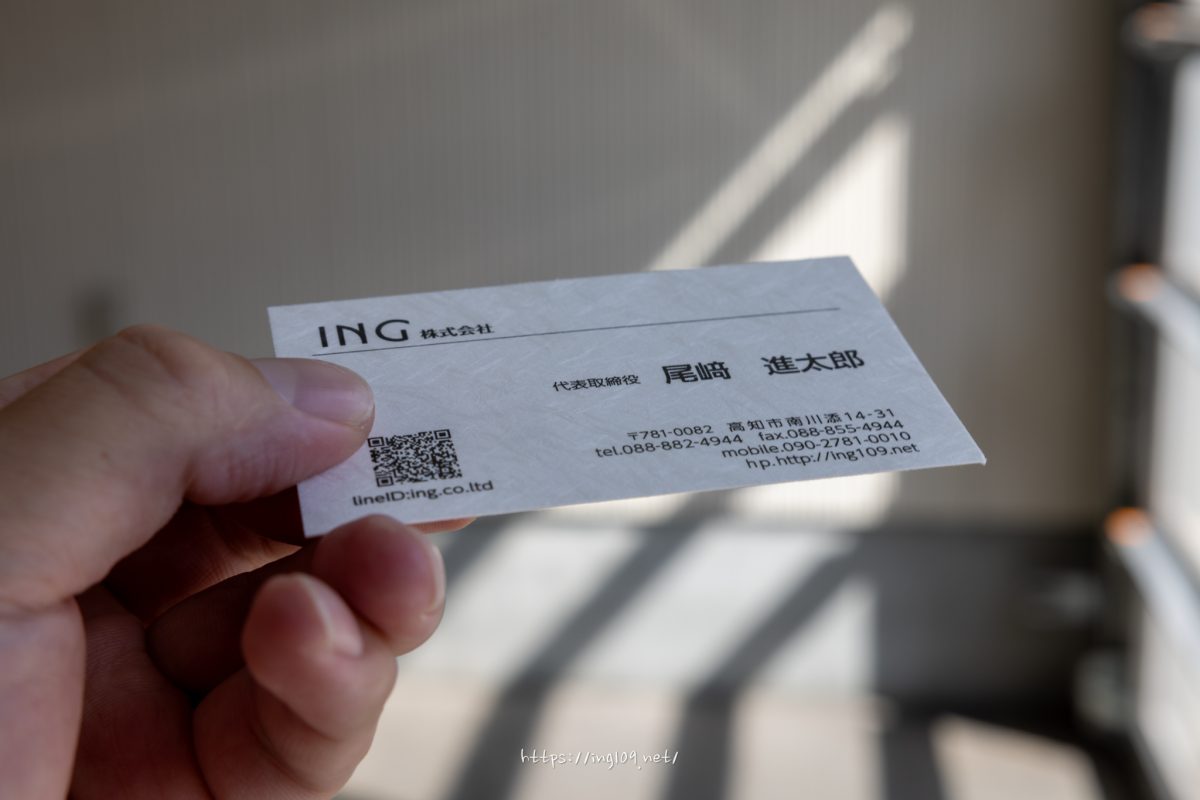 ING 株式会社
代表取締役 尾﨑 進太郎
〒781-0082 高知市南川添14-31
tel.088-882-4944 fax.088-855-4944
mobile.090-2781-0010
hp.http://ing109.net
lineID:ing.co.ltd
https://ing109.net/